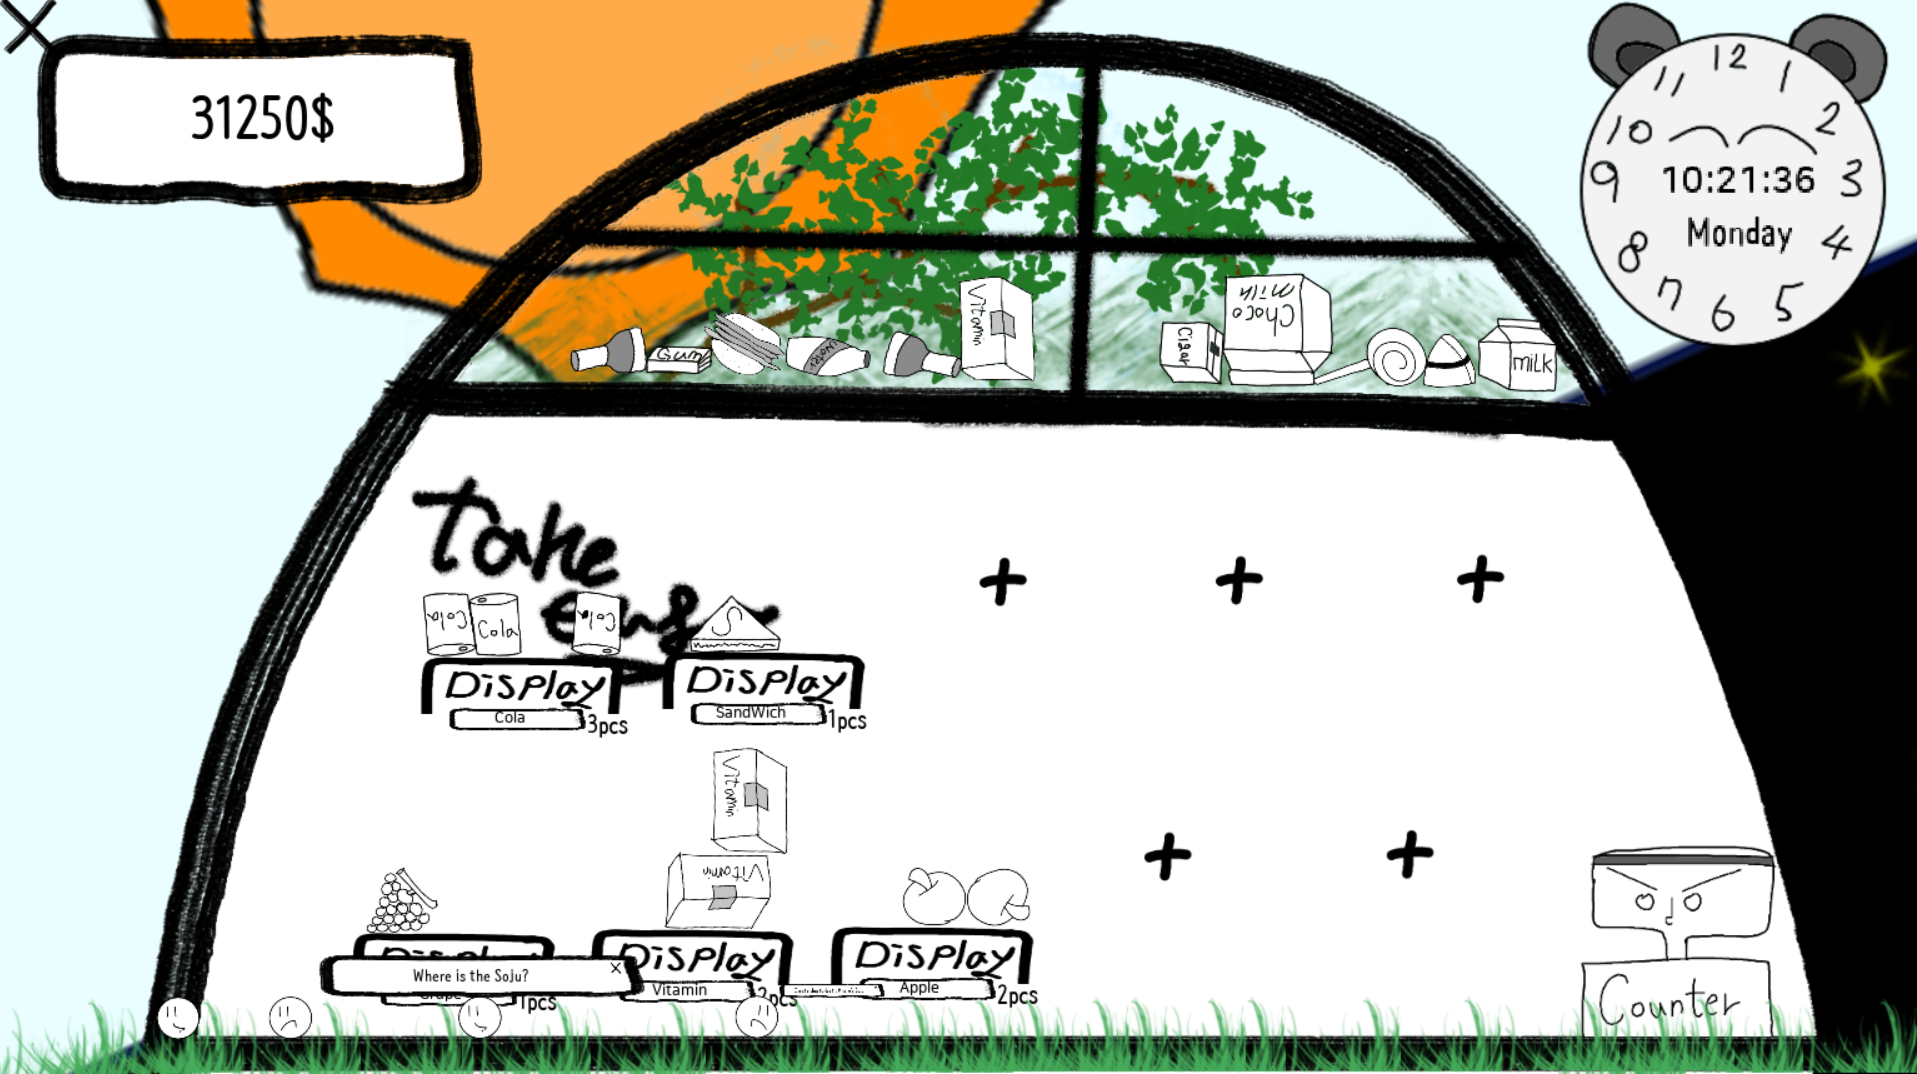 31250$
12
11
1
10
2
9
10:21:36
3
Monday
8
4
7
5
6
Vitamin
Choco
Milk
Cigar
Gum
Water
MilK
Take
easy
Cola
Cola
Cola
S
Display
Display
Cola
3pcs
SandWich
1pcs
Vitamin
Vitamin
Display
Display
Display
Where is the Soju?
X
Grape
1pcs
Vitamin
2pcs
Apple
2pcs
Counter